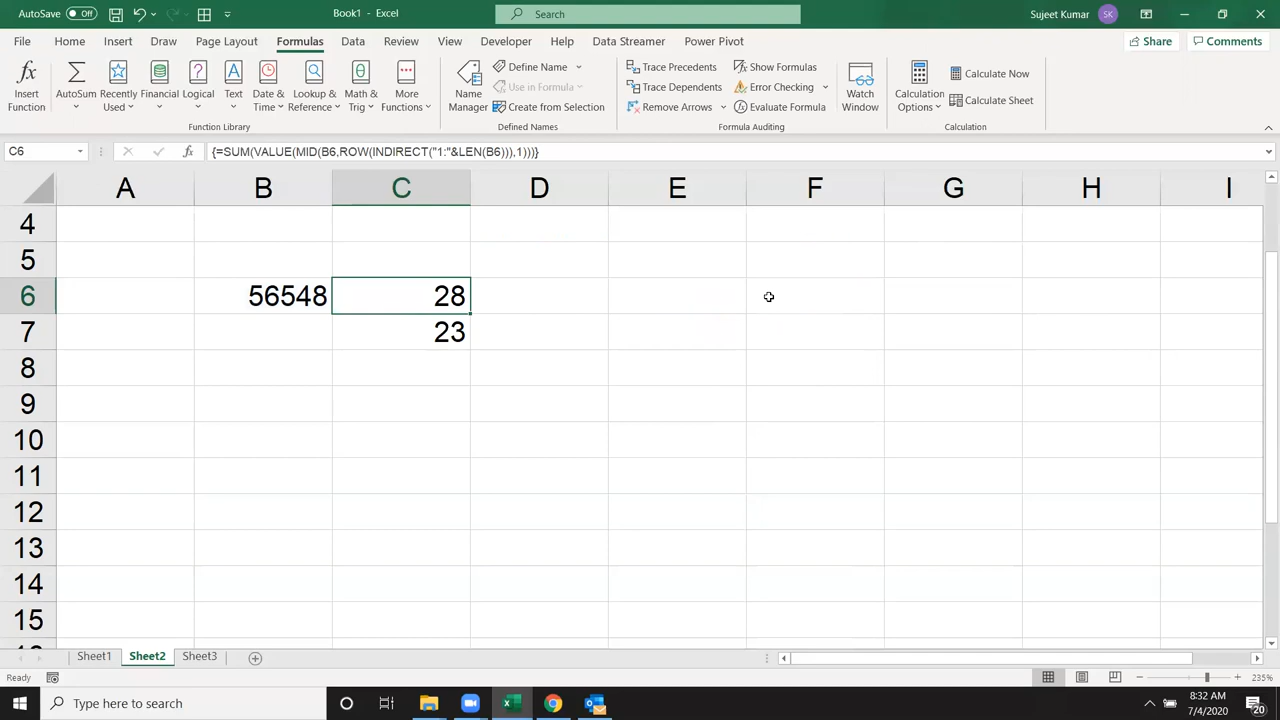 AutoSave Off Book1 - Excel Search Sujeet Kumar SK
File Home Insert Draw Page Layout Formulas Data Review View Developer Help Data Streamer Power Pivot Share Comments
Insert Function
AutoSum
Recently Used
Financial
Logical
Text
Date & Time
Lookup & Reference
Math & Trig
More Functions
Function Library
Name Manager
Define Name
Use in Formula
Create from Selection
Defined Names
Trace Precedents
Trace Dependents
Remove Arrows
Show Formulas
Error Checking
Evaluate Formula
Formula Auditing
Watch Window
Calculation Options
Calculate Now
Calculate Sheet
Calculation
C6 fx {=SUM(VALUE(MID(B6,ROW(INDIRECT("1:"&LEN(B6))),1)))}
A B C D E F G H I
4
5
6 56548 28
7 23
8
9
10
11
12
13
14
15
Sheet1 Sheet2 Sheet3
Ready 235%
Type here to search
8:32 AM
7/4/2020
20